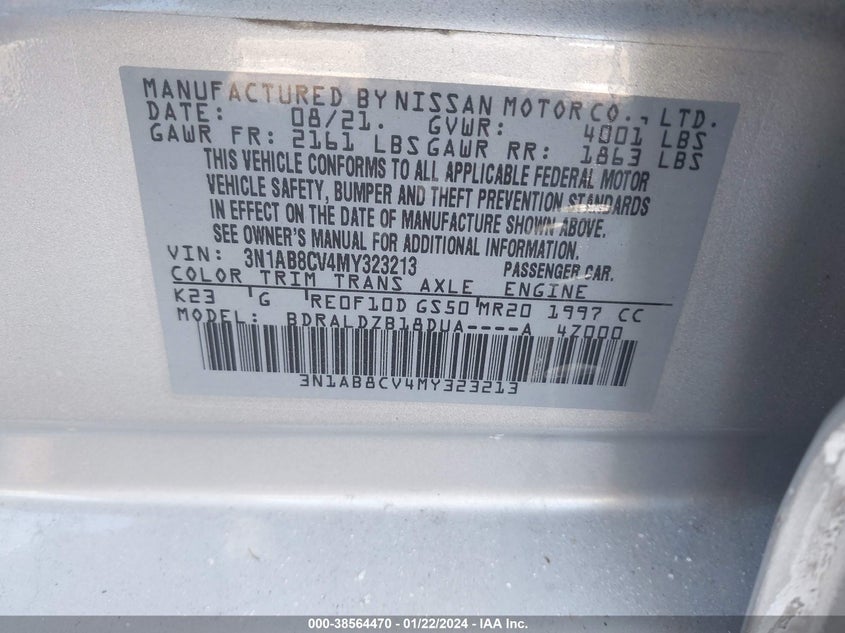 MANUFACTURED BY NISSAN MOTOR CO., LTD.
DATE: 08/21. GVWR: 4001 LBS
GAWR FR: 2161 LBS GAWR RR: 1863 LBS
THIS VEHICLE CONFORMS TO ALL APPLICABLE FEDERAL MOTOR
VEHICLE SAFETY, BUMPER AND THEFT PREVENTION STANDARDS
IN EFFECT ON THE DATE OF MANUFACTURE SHOWN ABOVE.
SEE OWNER'S MANUAL FOR ADDITIONAL INFORMATION.
VIN: 3N1AB8CV4MY323213 PASSENGER CAR.
COLOR TRIM TRANS AXLE ENGINE
K23 G RE0F10D GS50 MR20 1997 CC
MODEL: BDRALDZB18DUA----A 4Z000
3N1AB8CV4MY323213
000-38564470 - 01/22/2024 - IAA Inc.